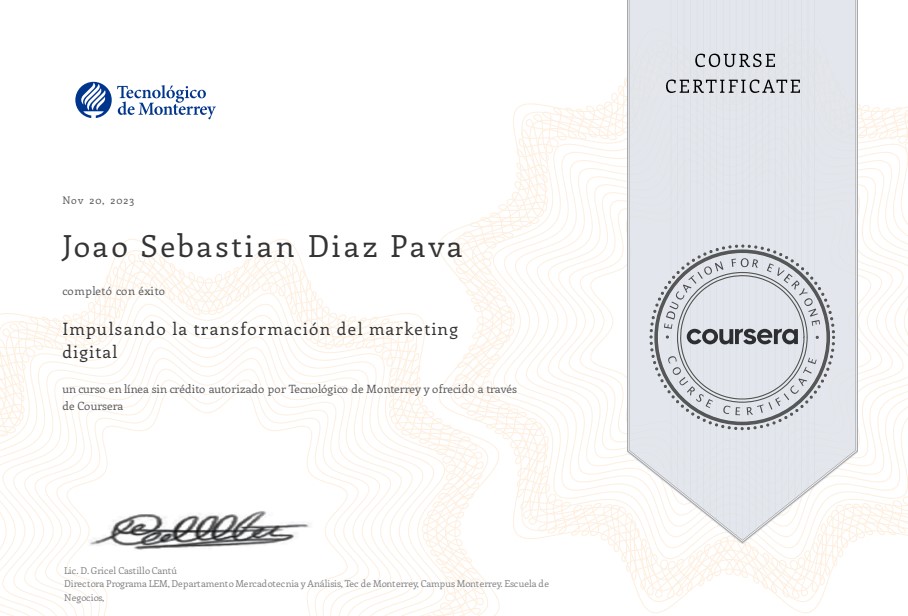 COURSE
CERTIFICATE
Tecnológico
de Monterrey
Nov 20, 2023
Joao Sebastian Diaz Pava
completó con éxito
Impulsando la transformación del marketing
digital
un curso en línea sin crédito autorizado por Tecnológico de Monterrey y ofrecido a través
de Coursera
EDUCATION FOR EVERYONE
coursera
COURSE CERTIFICATE
Lic. D. Gricel Castillo Cantú
Directora Programa LEM, Departamento Mercadotecnia y Análisis, Tec de Monterrey, Campus Monterrey. Escuela de
Negocios,